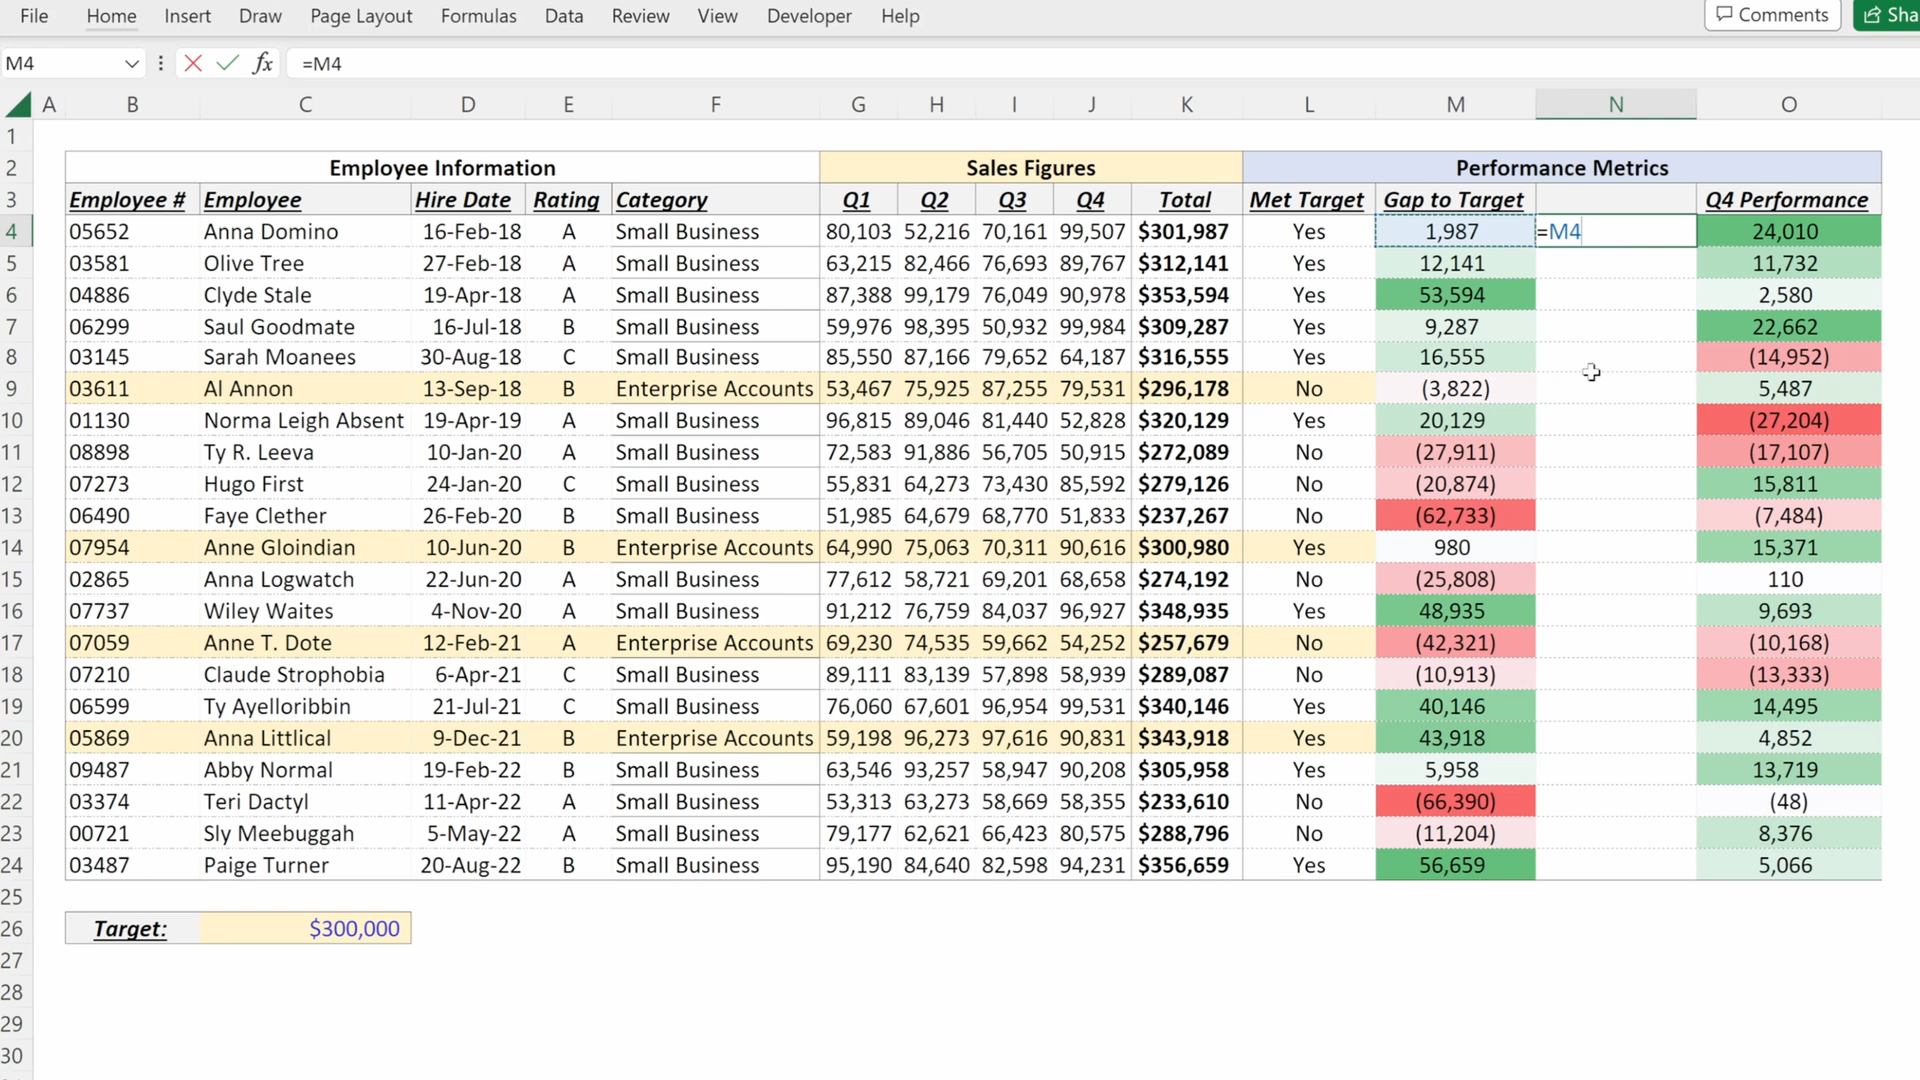 File Home Insert Draw Page Layout Formulas Data Review View Developer Help Comments Sha
M4 fx =M4
A B C D E F G H I J K L M N O
1
2 Employee Information Sales Figures Performance Metrics
3 Employee # Employee Hire Date Rating Category Q1 Q2 Q3 Q4 Total Met Target Gap to Target Q4 Performance
4 05652 Anna Domino 16-Feb-18 A Small Business 80,103 52,216 70,161 99,507 $301,987 Yes 1,987 =M4 24,010
5 03581 Olive Tree 27-Feb-18 A Small Business 63,215 82,466 76,693 89,767 $312,141 Yes 12,141 11,732
6 04886 Clyde Stale 19-Apr-18 A Small Business 87,388 99,179 76,049 90,978 $353,594 Yes 53,594 2,580
7 06299 Saul Goodmate 16-Jul-18 B Small Business 59,976 98,395 50,932 99,984 $309,287 Yes 9,287 22,662
8 03145 Sarah Moanees 30-Aug-18 C Small Business 85,550 87,166 79,652 64,187 $316,555 Yes 16,555 (14,952)
9 03611 Al Annon 13-Sep-18 B Enterprise Accounts 53,467 75,925 87,255 79,531 $296,178 No (3,822) 5,487
10 01130 Norma Leigh Absent 19-Apr-19 A Small Business 96,815 89,046 81,440 52,828 $320,129 Yes 20,129 (27,204)
11 08898 Ty R. Leeva 10-Jan-20 A Small Business 72,583 91,886 56,705 50,915 $272,089 No (27,911) (17,107)
12 07273 Hugo First 24-Jan-20 C Small Business 55,831 64,273 73,430 85,592 $279,126 No (20,874) 15,811
13 06490 Faye Clether 26-Feb-20 B Small Business 51,985 64,679 68,770 51,833 $237,267 No (62,733) (7,484)
14 07954 Anne Gloindian 10-Jun-20 B Enterprise Accounts 64,990 75,063 70,311 90,616 $300,980 Yes 980 15,371
15 02865 Anna Logwatch 22-Jun-20 A Small Business 77,612 58,721 69,201 68,658 $274,192 No (25,808) 110
16 07737 Wiley Waites 4-Nov-20 A Small Business 91,212 76,759 84,037 96,927 $348,935 Yes 48,935 9,693
17 07059 Anne T. Dote 12-Feb-21 A Enterprise Accounts 69,230 74,535 59,662 54,252 $257,679 No (42,321) (10,168)
18 07210 Claude Strophobia 6-Apr-21 C Small Business 89,111 83,139 57,898 58,939 $289,087 No (10,913) (13,333)
19 06599 Ty Ayelloribbin 21-Jul-21 C Small Business 76,060 67,601 96,954 99,531 $340,146 Yes 40,146 14,495
20 05869 Anna Littlical 9-Dec-21 B Enterprise Accounts 59,198 96,273 97,616 90,831 $343,918 Yes 43,918 4,852
21 09487 Abby Normal 19-Feb-22 B Small Business 63,546 93,257 58,947 90,208 $305,958 Yes 5,958 13,719
22 03374 Teri Dactyl 11-Apr-22 A Small Business 53,313 63,273 58,669 58,355 $233,610 No (66,390) (48)
23 00721 Sly Meebuggah 5-May-22 A Small Business 79,177 62,621 66,423 80,575 $288,796 No (11,204) 8,376
24 03487 Paige Turner 20-Aug-22 B Small Business 95,190 84,640 82,598 94,231 $356,659 Yes 56,659 5,066
25
26 Target: $300,000
27
28
29
30